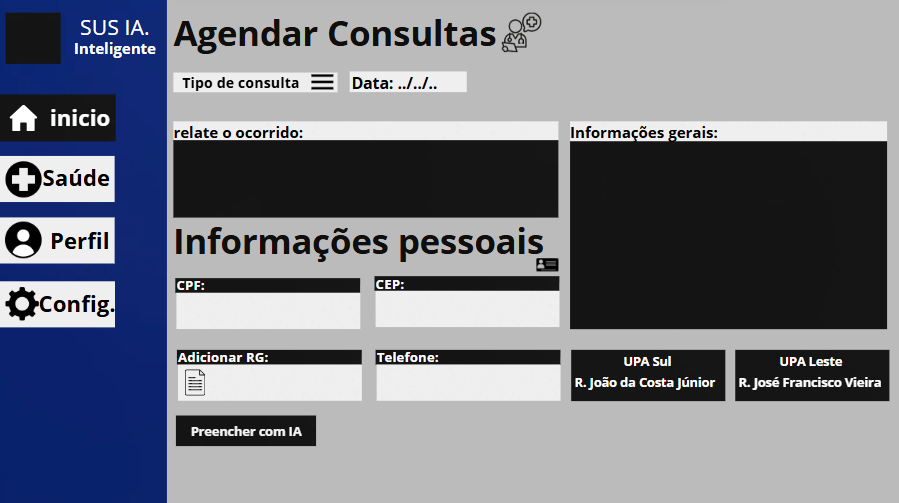 SUS IA.
Inteligente
inicio
Saúde
Perfil
Config.
Agendar Consultas
Tipo de consulta
Data: ../../..
relate o ocorrido:
Informações gerais:
Informações pessoais
CPF:
CEP:
Adicionar RG:
Telefone:
UPA Sul
R. João da Costa Júnior
UPA Leste
R. José Francisco Vieira
Preencher com IA